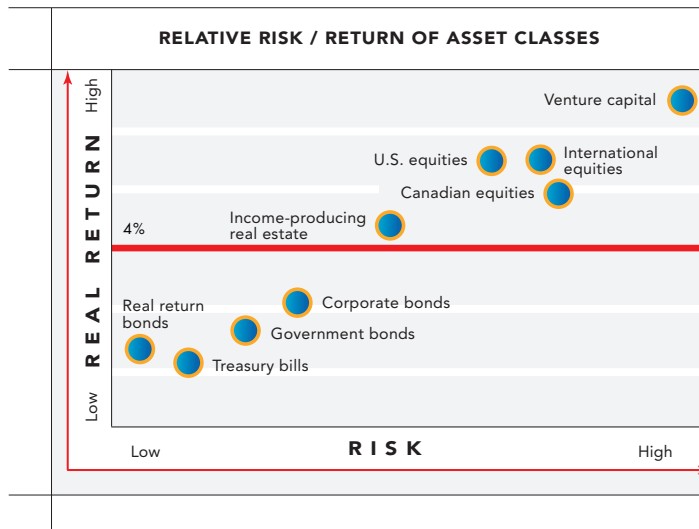 RELATIVE RISK / RETURN OF ASSET CLASSES
High
Venture capital
U.S. equities
International
equities
Canadian equities
Income-producing
real estate
4%
REAL RETURN
Corporate bonds
Real return
bonds
Government bonds
Treasury bills
Low
Low
RISK
High